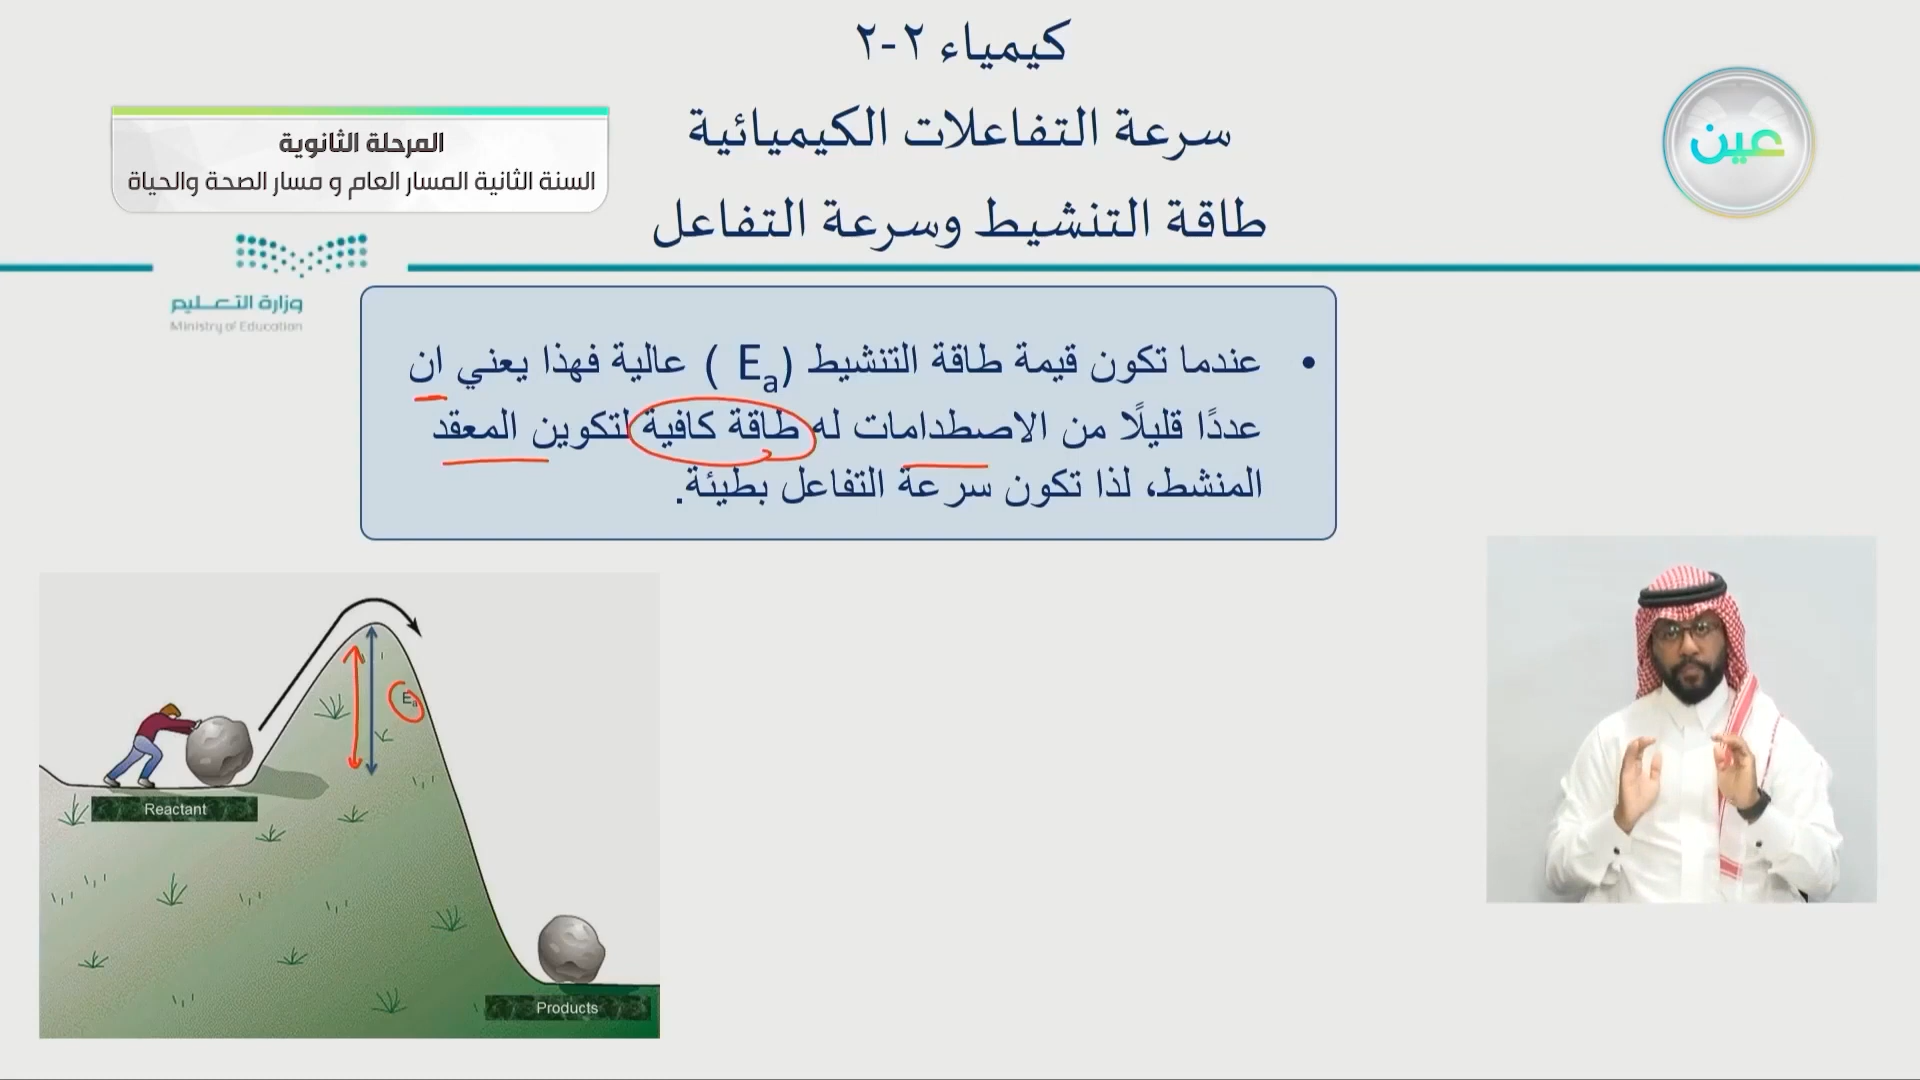 كيمياء ٢-٢
سرعة التفاعلات الكيميائية
طاقة التنشيط وسرعة التفاعل
عين
المرحلة الثانوية
السنة الثانية المسار العام و مسار الصحة والحياة
وزارة التعليم
Ministry of Education
• عندما تكون قيمة طاقة التنشيط (Ea ) عالية فهذا يعني ان
عددًا قليلًا من الاصطدامات له طاقة كافية لتكوين المعقد
المنشط، لذا تكون سرعة التفاعل بطيئة.
Ea
Reactant
Products